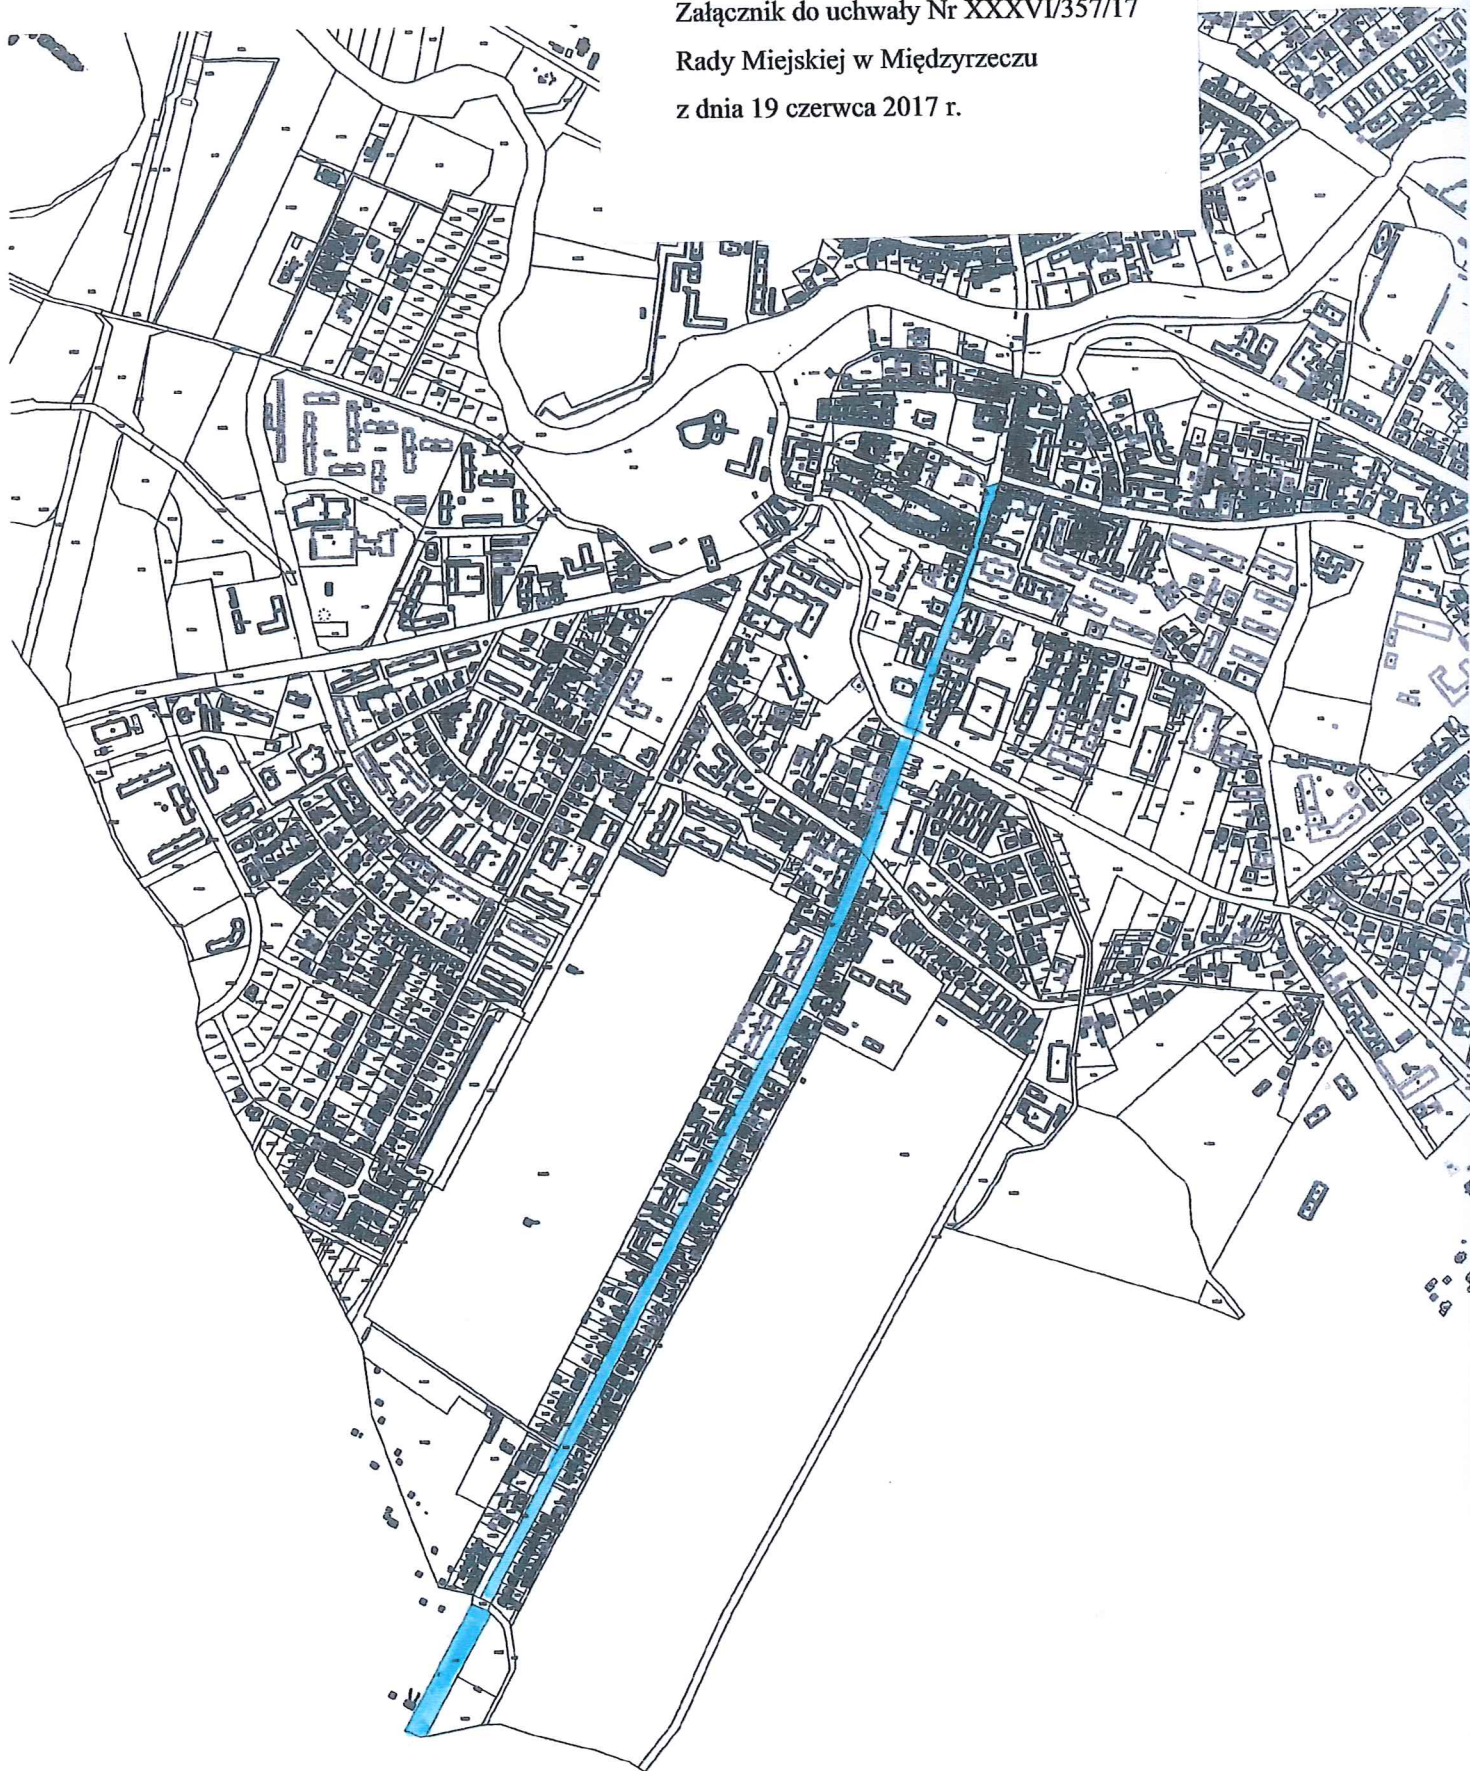 Załącznik do uchwały Nr XXXVI/357/17
Rady Miejskiej w Międzyrzeczu
z dnia 19 czerwca 2017 r.